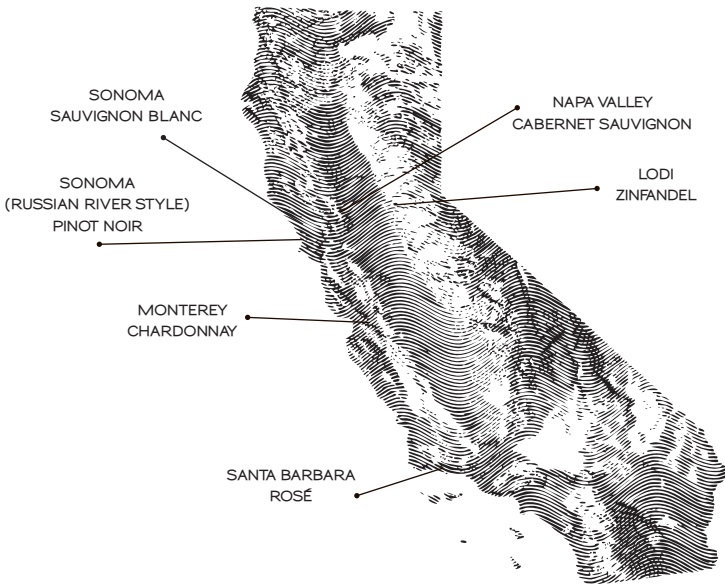 SONOMA
SAUVIGNON BLANC
NAPA VALLEY
CABERNET SAUVIGNON
SONOMA
(RUSSIAN RIVER STYLE)
PINOT NOIR
LODI
ZINFANDEL
MONTEREY
CHARDONNAY
SANTA BARBARA
ROSÉ